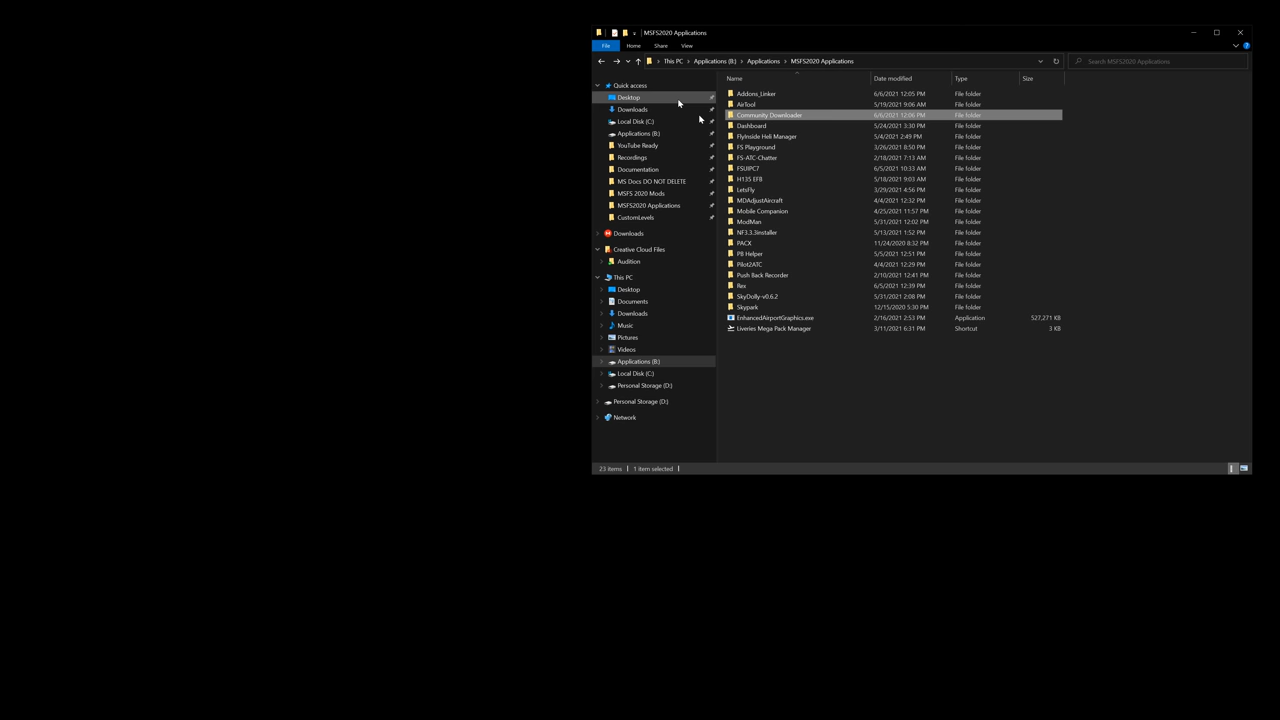 MSFS2020 Applications
File Home Share View
This PC Applications (B:) Applications MSFS2020 Applications Search MSFS2020 Applications
Quick access
Desktop
Downloads
Local Disk (C:)
Applications (B:)
YouTube Ready
Recordings
Documentation
MS Docs DO NOT DELETE
MSFS 2020 Mods
MSFS2020 Applications
CustomLevels
Downloads
Creative Cloud Files
Audition
This PC
Desktop
Documents
Downloads
Music
Pictures
Videos
Applications (B:)
Local Disk (C:)
Personal Storage (D:)
Personal Storage (D:)
Network
Name Date modified Type Size
Addons_Linker 6/6/2021 12:05 PM File folder
AirTool 5/19/2021 9:06 AM File folder
Community Downloader 6/6/2021 12:06 PM File folder
Dashboard 5/24/2021 3:30 PM File folder
FlyInside Heli Manager 5/4/2021 2:49 PM File folder
FS Playground 3/26/2021 8:50 PM File folder
FS-ATC-Chatter 2/18/2021 7:13 AM File folder
FSUIPC7 6/5/2021 10:33 AM File folder
H135 EFB 5/18/2021 9:03 AM File folder
LetsFly 3/29/2021 4:56 PM File folder
MDAdjustAircraft 4/4/2021 12:32 PM File folder
Mobile Companion 4/25/2021 11:57 PM File folder
ModMan 5/31/2021 12:02 PM File folder
NF3.3.3installer 5/13/2021 1:52 PM File folder
PACX 11/24/2020 8:32 PM File folder
PB Helper 5/5/2021 12:51 PM File folder
Pilot2ATC 4/4/2021 12:29 PM File folder
Push Back Recorder 2/10/2021 12:41 PM File folder
Rex 6/5/2021 12:39 PM File folder
SkyDolly-v0.6.2 5/31/2021 2:08 PM File folder
Skypark 12/15/2020 5:30 PM File folder
EnhancedAirportGraphics.exe 2/16/2021 2:53 PM Application 527,271 KB
Liveries Mega Pack Manager 3/11/2021 6:31 PM Shortcut 3 KB
23 items 1 item selected